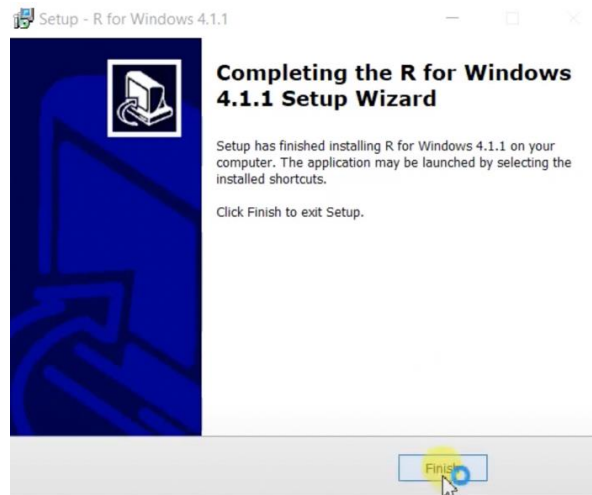 Setup - R for Windows 4.1.1
Completing the R for Windows
4.1.1 Setup Wizard
Setup has finished installing R for Windows 4.1.1 on your
computer. The application may be launched by selecting the
installed shortcuts.
Click Finish to exit Setup.
Finish